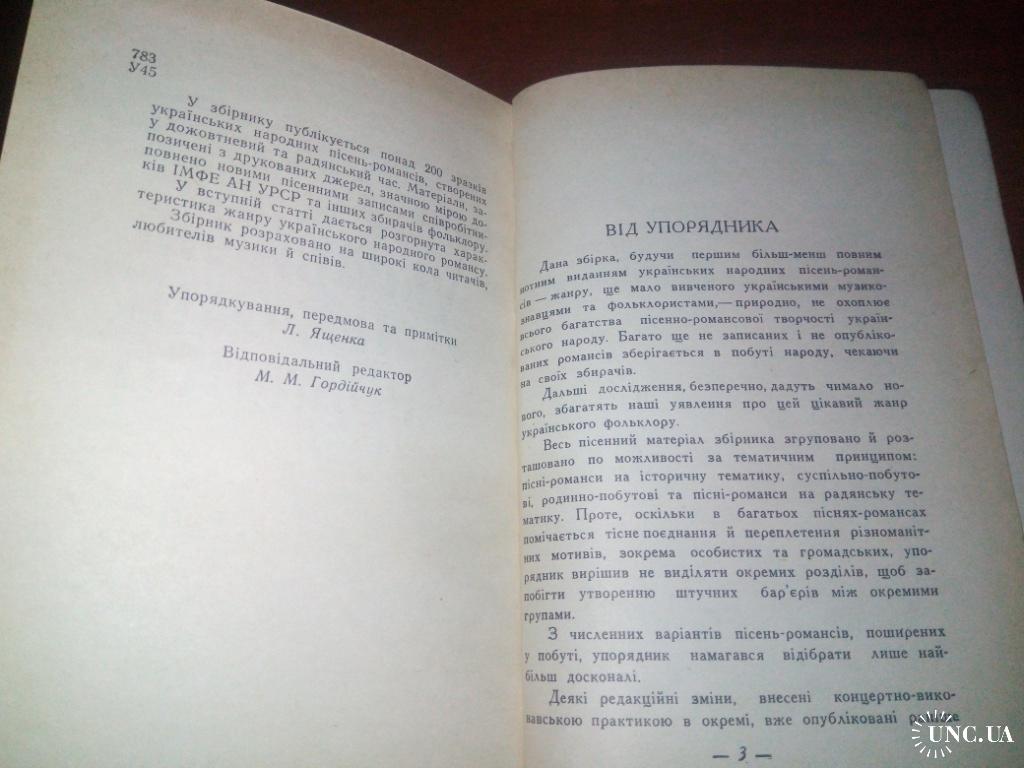 783
У45
У збірнику публікується понад 200 зразків
українських народних пісень-романсів, створених
у дожовтневий та радянський час. Матеріали, за-
позичені з друкованих джерел, значною мірою до-
повнено новими пісенними записами співробітни-
ків ІМФЕ АН УРСР та інших збирачів фольклору.
У вступній статті дається розгорнута харак-
теристика жанру українського народного романсу.
Збірник розраховано на широкі кола читачів,
любителів музики й співів.
Упорядкування, передмова та примітки
Л. Ященка
Відповідальний редактор
М. М. Гордійчук
ВІД УПОРЯДНИКА
Дана збірка, будучи першим більш-менш повним
нотним виданням українських народних пісень-роман-
сів — жанру, ще мало вивченого українськими музико-
знавцями та фольклористами,— природно, не охоплює
всього багатства пісенно-романсової творчості україн-
ського народу. Багато ще не записаних і не опубліко-
ваних романсів зберігається в побуті народу, чекаючи
на своїх збирачів.
Дальші дослідження, безперечно, дадуть чимало но-
вого, збагатять наші уявлення про цей цікавий жанр
українського фольклору.
Весь пісенний матеріал збірника згруповано й роз-
ташовано по можливості за тематичним принципом:
пісні-романси на історичну тематику, суспільно-побуто-
ві, родинно-побутові та пісні-романси на радянську те-
матику. Проте, оскільки в багатьох піснях-романсах
помічається тісне поєднання й переплетення різноманіт-
них мотивів, зокрема особистих та громадських, упо-
рядник вирішив не виділяти окремих розділів, щоб за-
побігти утворенню штучних бар'єрів між окремими
групами.
З численних варіантів пісень-романсів, поширених
у побуті, упорядник намагався відібрати лише най-
більш досконалі.
Деякі редакційні зміни, внесені концертно-вико-
навською практикою в окремі, вже опубліковані раніше
— 3 —
UNC.UA